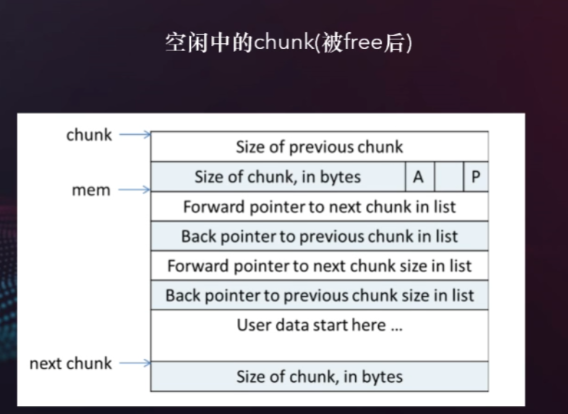 空闲中的chunk(被free后)
chunk
Size of previous chunk
Size of chunk, in bytes A P
mem
Forward pointer to next chunk in list
Back pointer to previous chunk in list
Forward pointer to next chunk size in list
Back pointer to previous chunk size in list
User data start here ...
next chunk
Size of chunk, in bytes